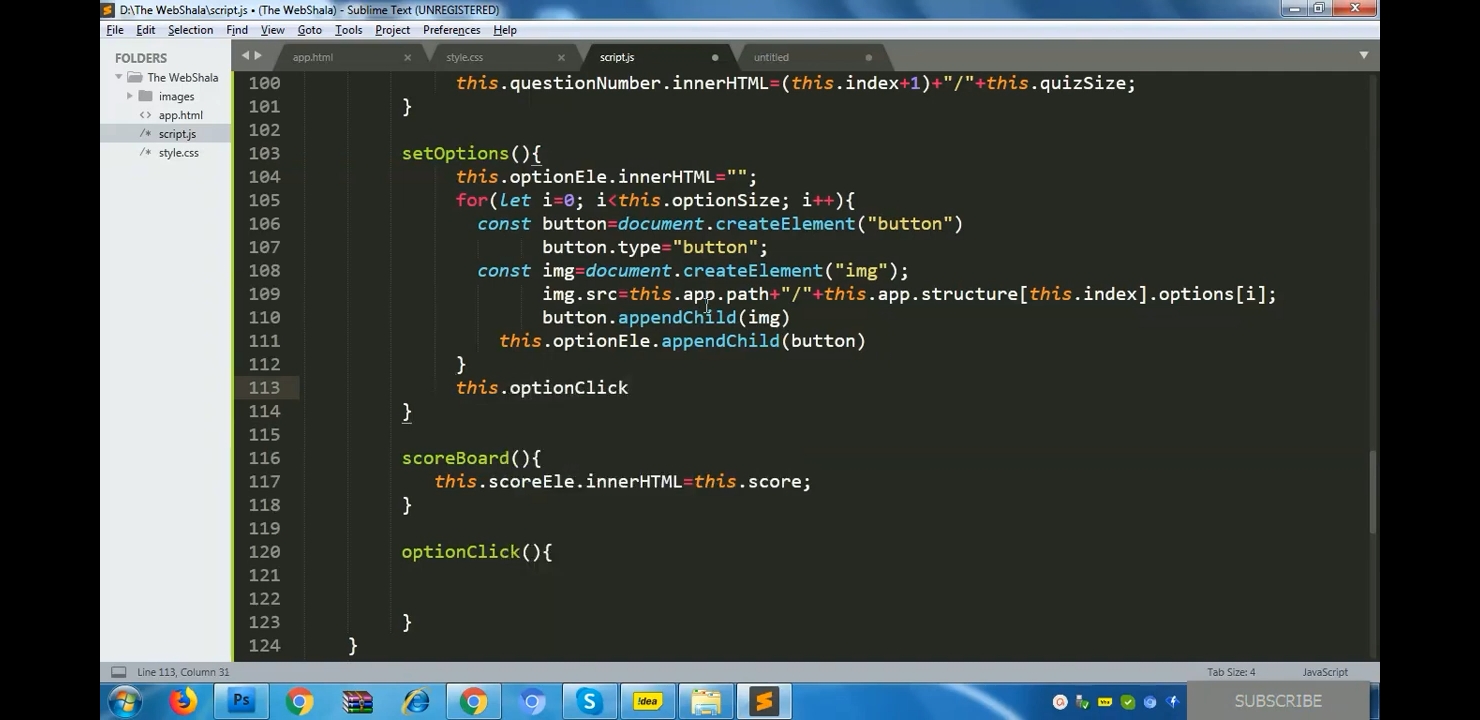 D:\The WebShala\script.js • (The WebShala) - Sublime Text (UNREGISTERED)
File Edit Selection Find View Goto Tools Project Preferences Help
FOLDERS
The WebShala
images
app.html
script.js
style.css
app.html style.css script.js untitled
100 this.questionNumber.innerHTML=(this.index+1)+"/"+this.quizSize;
101 }
102
103 setOptions(){
104 this.optionEle.innerHTML="";
105 for(let i=0; i<this.optionSize; i++){
106 const button=document.createElement("button")
107 button.type="button";
108 const img=document.createElement("img");
109 img.src=this.app.path+"/"+this.app.structure[this.index].options[i];
110 button.appendChild(img)
111 this.optionEle.appendChild(button)
112 }
113 this.optionClick
114 }
115
116 scoreBoard(){
117 this.scoreEle.innerHTML=this.score;
118 }
119
120 optionClick(){
121
122
123 }
124 }
Line 113, Column 31 Tab Size: 4 JavaScript
Ps !dea
SUBSCRIBE